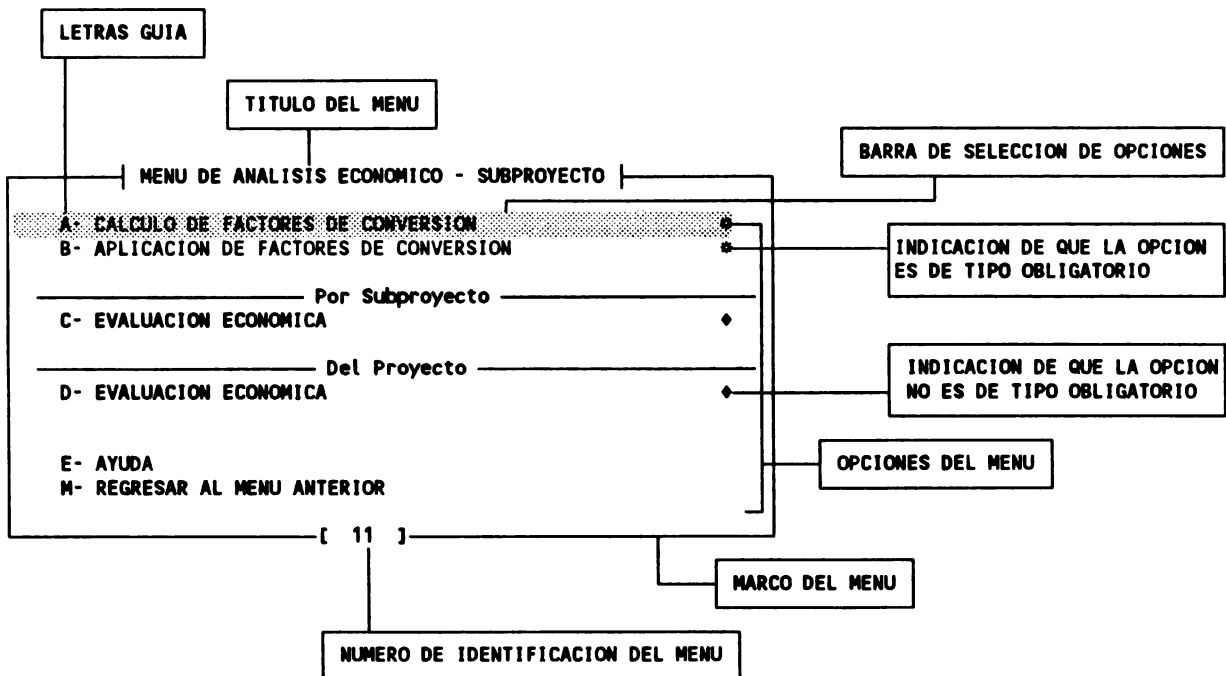 LETRAS GUIA
TITULO DEL MENU
BARRA DE SELECCION DE OPCIONES
MENU DE ANALISIS ECONOMICO - SUBPROYECTO
A- CALCULO DE FACTORES DE CONVERSION *
B- APLICACION DE FACTORES DE CONVERSION *
INDICACION DE QUE LA OPCION
ES DE TIPO OBLIGATORIO
Por Subproyecto
C- EVALUACION ECONOMICA ♦
Del Proyecto
D- EVALUACION ECONOMICA ♦
INDICACION DE QUE LA OPCION
NO ES DE TIPO OBLIGATORIO
E- AYUDA
M- REGRESAR AL MENU ANTERIOR
OPCIONES DEL MENU
[ 11 ]
MARCO DEL MENU
NUMERO DE IDENTIFICACION DEL MENU